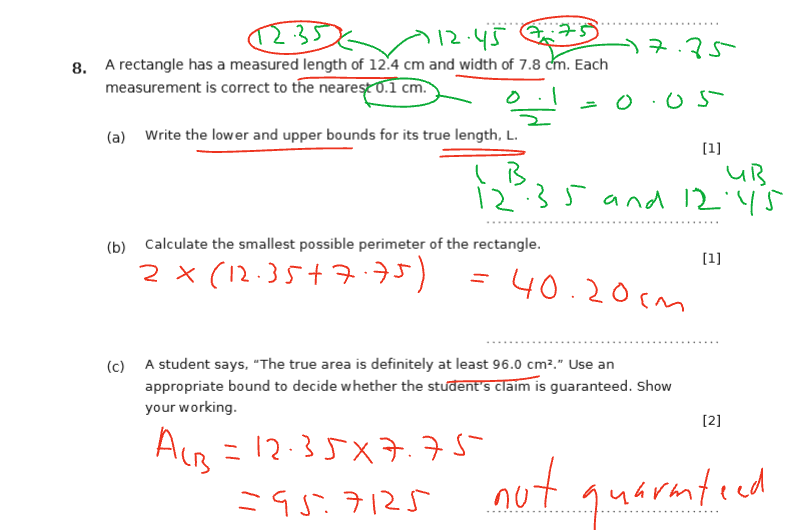 12.35 12.45 7.75 7.75
8. A rectangle has a measured length of 12.4 cm and width of 7.8 cm. Each
measurement is correct to the nearest 0.1 cm.
0.1/2 = 0.05
(a) Write the lower and upper bounds for its true length, L.
[1]
LB UB
12.35 and 12.45
(b) Calculate the smallest possible perimeter of the rectangle.
[1]
2 × (12.35+7.75) = 40.20cm
(c) A student says, “The true area is definitely at least 96.0 cm².” Use an
appropriate bound to decide whether the student’s claim is guaranteed. Show
your working.
[2]
ALB = 12.35×7.75
=95.7125 not guaranteed